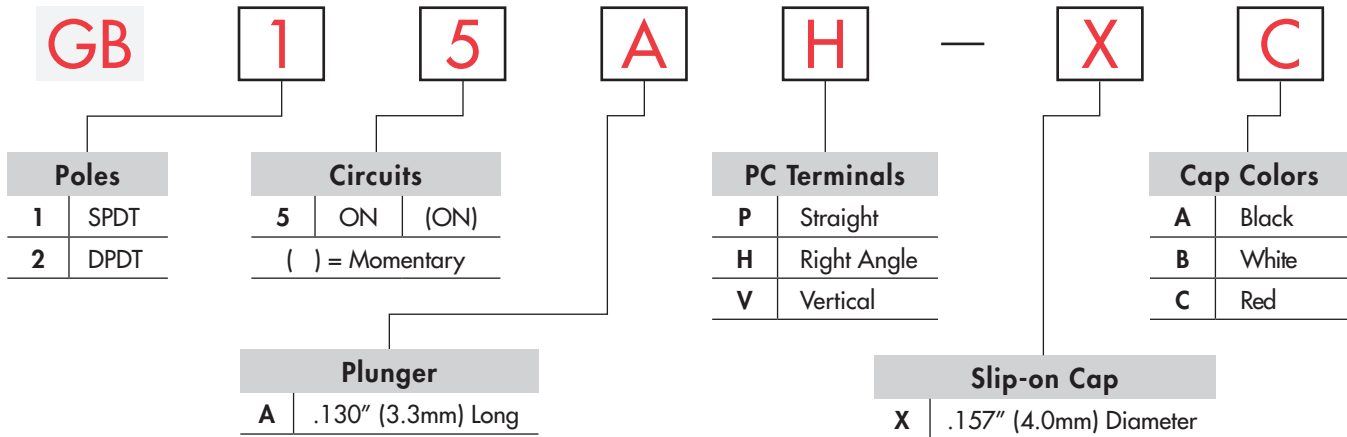 GB 1 5 A H — X C
Poles
1 SPDT
2 DPDT
Circuits
5 ON (ON)
( ) = Momentary
PC Terminals
P Straight
H Right Angle
V Vertical
Cap Colors
A Black
B White
C Red
Plunger
A .130” (3.3mm) Long
Slip-on Cap
X .157” (4.0mm) Diameter